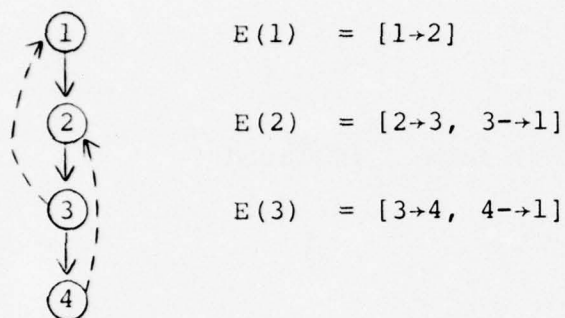 1
E(1) = [1→2]
2
E(2) = [2→3, 3-→1]
3
E(3) = [3→4, 4-→1]
4